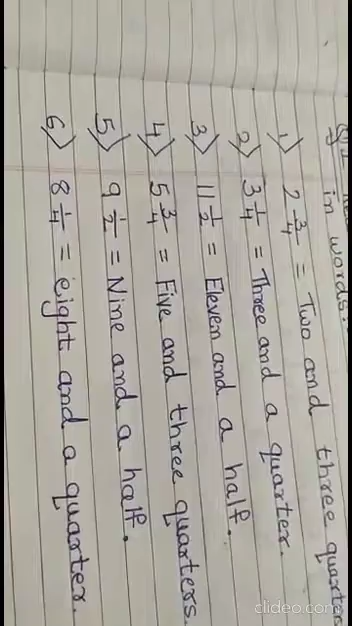 in words.
1) 2 3/4 = Two and three quarters
2) 3 1/4 = Three and a quarter.
3) 11 1/2 = Eleven and a half.
4) 5 3/4 = Five and three quarters.
5) 9 1/2 = Nine and a half.
6) 8 1/4 = eight and a quarter.
clideo.com